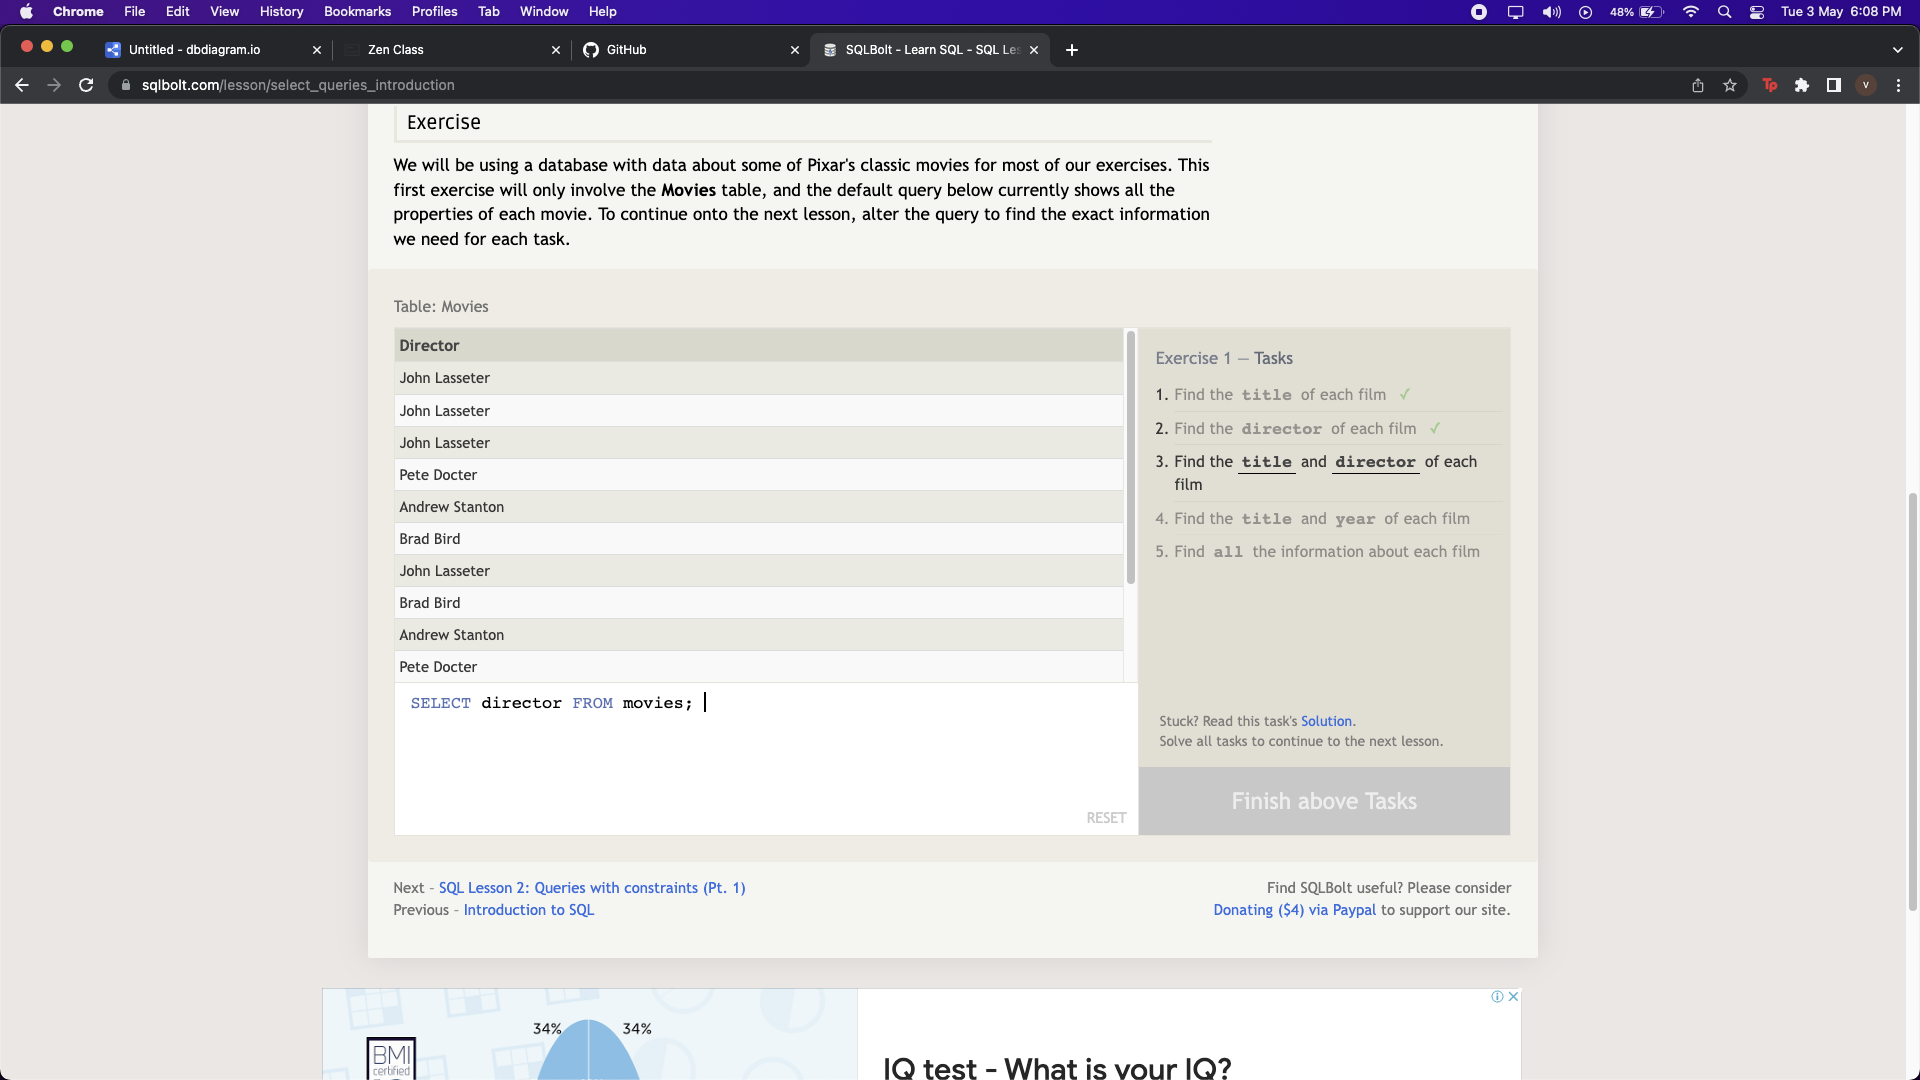 Chrome File Edit View History Bookmarks Profiles Tab Window Help 48% Tue 3 May 6:08 PM
Untitled - dbdiagram.io Zen Class GitHub SQLBolt - Learn SQL - SQL Les
sqlbolt.com/lesson/select_queries_introduction Tp V
Exercise
We will be using a database with data about some of Pixar's classic movies for most of our exercises. This
first exercise will only involve the Movies table, and the default query below currently shows all the
properties of each movie. To continue onto the next lesson, alter the query to find the exact information
we need for each task.
Table: Movies
Director
John Lasseter
John Lasseter
John Lasseter
Pete Docter
Andrew Stanton
Brad Bird
John Lasseter
Brad Bird
Andrew Stanton
Pete Docter
SELECT director FROM movies;
RESET
Exercise 1 — Tasks
1. Find the title of each film ✓
2. Find the director of each film ✓
3. Find the title and director of each
film
4. Find the title and year of each film
5. Find all the information about each film
Stuck? Read this task's Solution.
Solve all tasks to continue to the next lesson.
Finish above Tasks
Next – SQL Lesson 2: Queries with constraints (Pt. 1)
Previous – Introduction to SQL
Find SQLBolt useful? Please consider
Donating ($4) via Paypal to support our site.
34% 34%
BMI
certified
IQ test - What is your IQ?